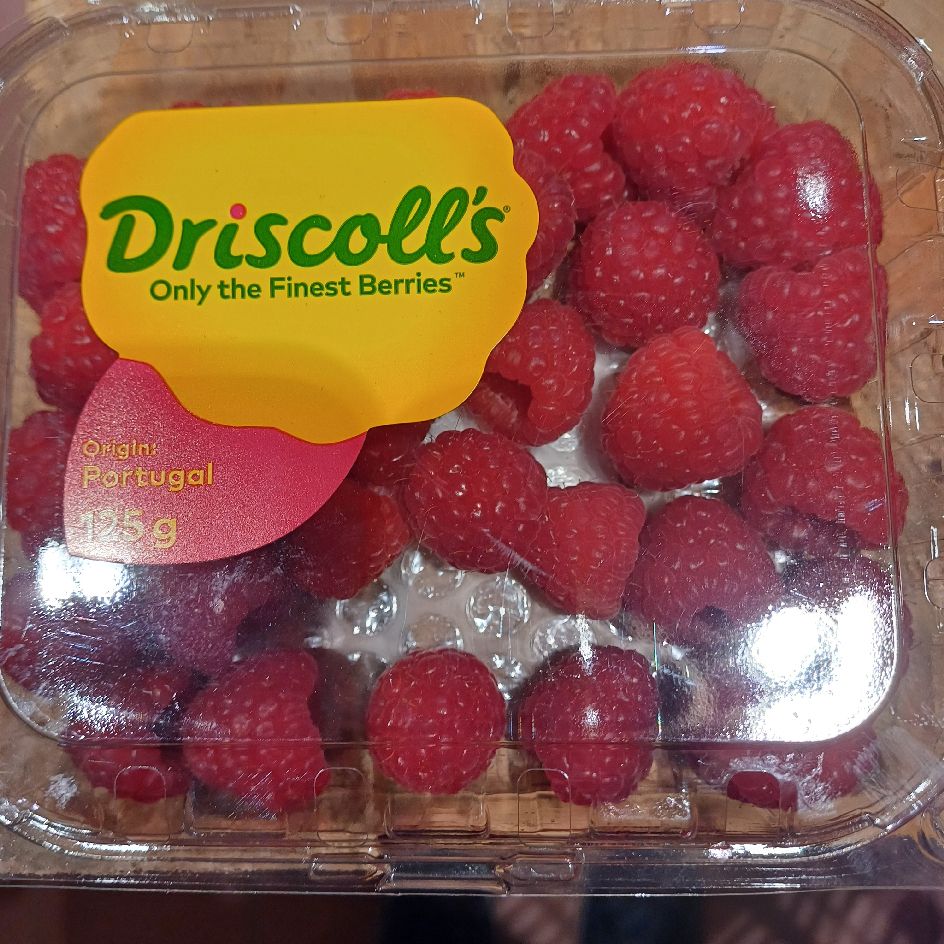 Driscoll's®
Only the Finest Berries™
Origin:
Portugal
125 g